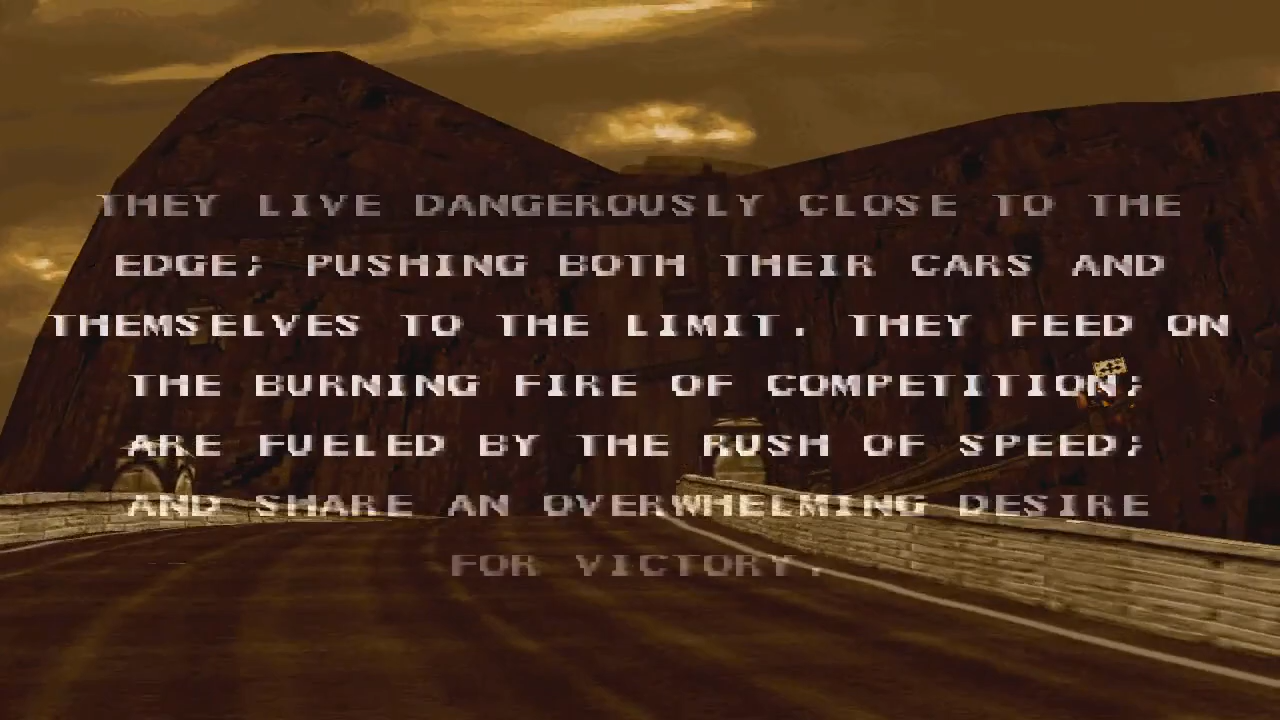 THEY LIVE DANGEROUSLY CLOSE TO THE
EDGE; PUSHING BOTH THEIR CARS AND
THEMSELVES TO THE LIMIT. THEY FEED ON
THE BURNING FIRE OF COMPETITION;
ARE FUELED BY THE RUSH OF SPEED;
AND SHARE AN OVERWHELMING DESIRE
FOR VICTORY.